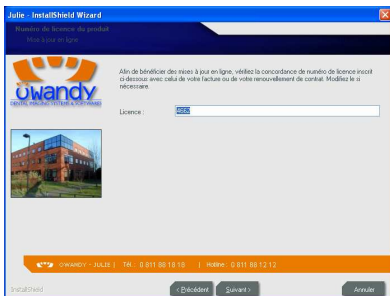 Julie - InstallShield Wizard
Numéro de licence du produit
Mise à jour en ligne
owandy
DENTAL IMAGING SYSTEMS & SOFTWARES
Afin de bénéficier des mises à jour en ligne, vérifiez la concordance de numéro de licence inscrit
ci-dessous avec celui de votre facture ou de votre renouvellement de contrat. Modifiez le si
nécessaire.
Licence :
4663
OWANDY - JULIE | Tél. : 0 811 88 18 18 | Hotline : 0 811 88 12 12
InstallShield
< Précédent
Suivant >
Annuler